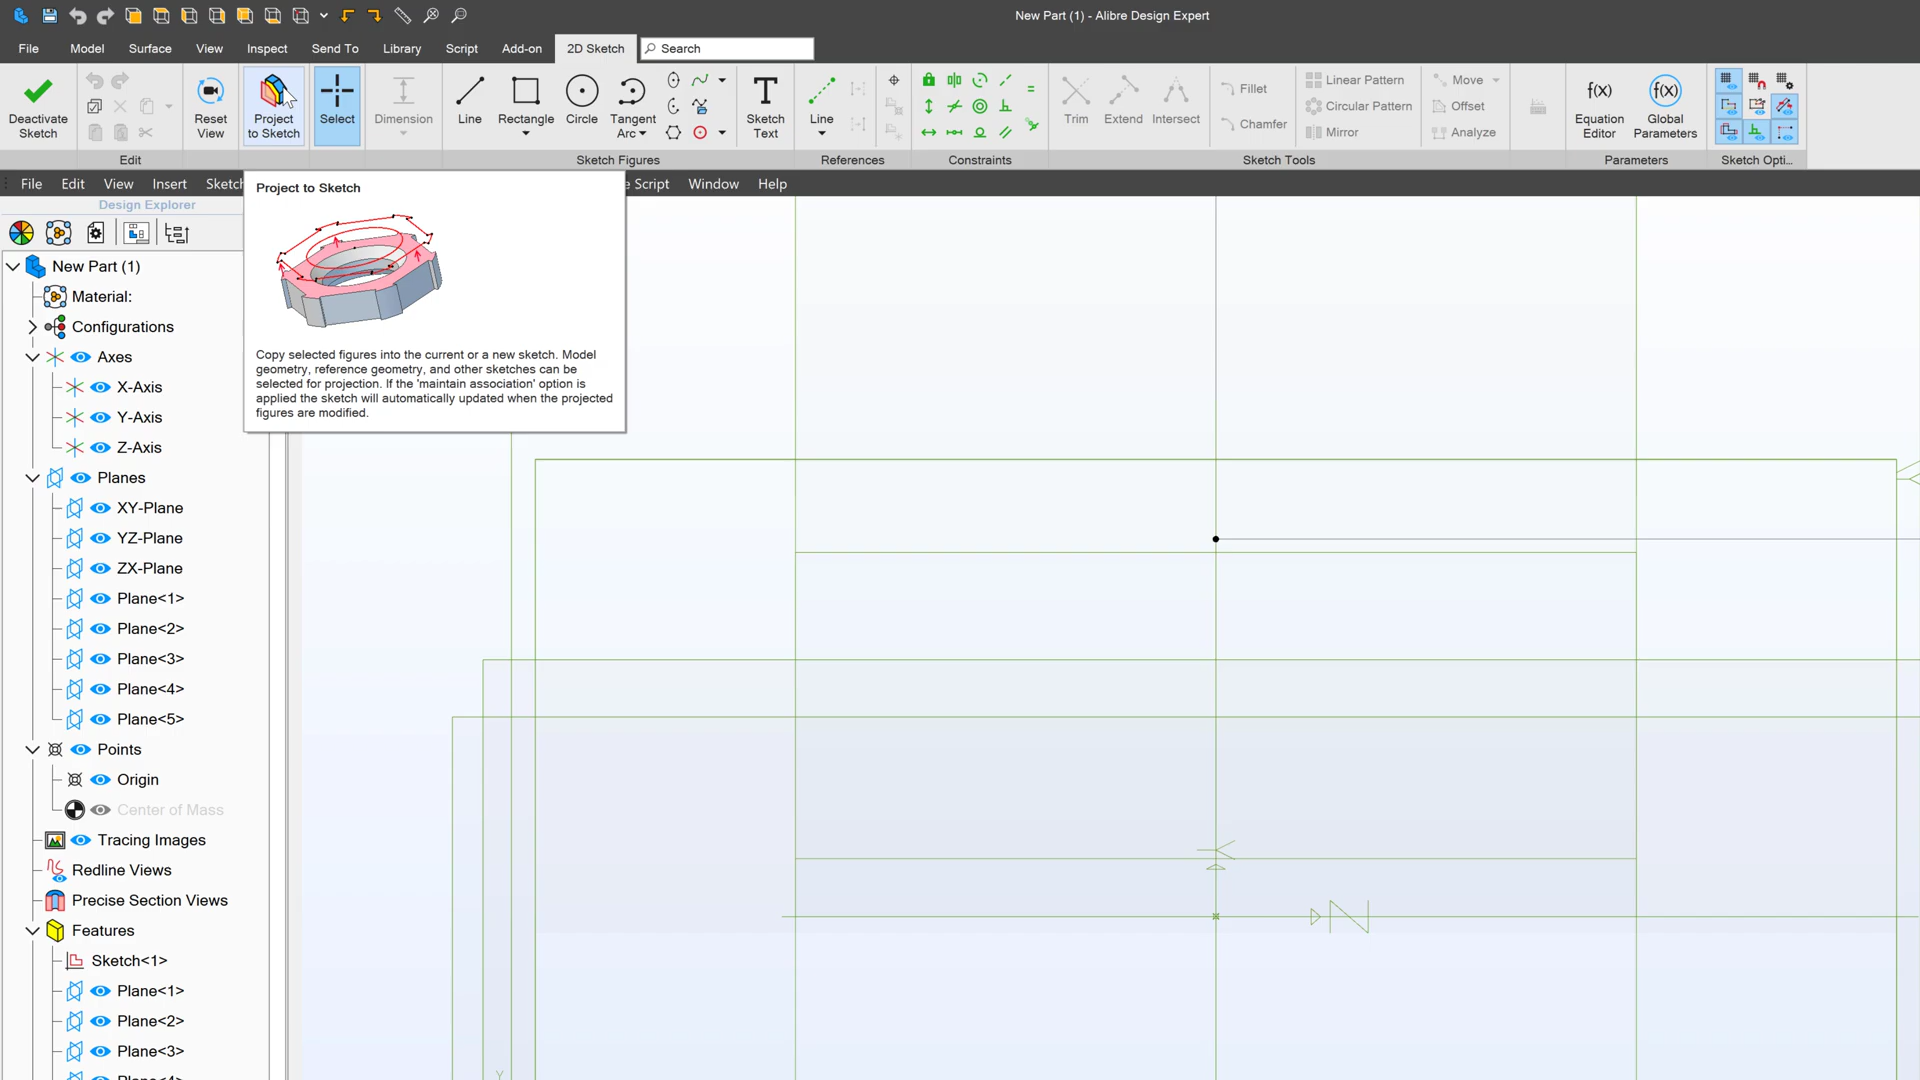 New Part (1) - Alibre Design Expert
File Model Surface View Inspect Send To Library Script Add-on 2D Sketch Search
Deactivate Sketch
Reset View
Project to Sketch
Select
Dimension
Line
Rectangle
Circle
Tangent Arc
Sketch Text
Line
Trim
Extend
Intersect
Fillet
Chamfer
Linear Pattern
Circular Pattern
Mirror
Move
Offset
Analyze
f(x)
Equation Editor
f(x)
Global Parameters
Edit
Sketch Figures
References
Constraints
Sketch Tools
Parameters
Sketch Opti...
File Edit View Insert Sketch e Script Window Help
Design Explorer
Project to Sketch
Copy selected figures into the current or a new sketch. Model
geometry, reference geometry, and other sketches can be
selected for projection. If the 'maintain association' option is
applied the sketch will automatically updated when the projected
figures are modified.
New Part (1)
Material:
Configurations
Axes
X-Axis
Y-Axis
Z-Axis
Planes
XY-Plane
YZ-Plane
ZX-Plane
Plane<1>
Plane<2>
Plane<3>
Plane<4>
Plane<5>
Points
Origin
Center of Mass
Tracing Images
Redline Views
Precise Section Views
Features
Sketch<1>
Plane<1>
Plane<2>
Plane<3>
Plane<4>
Y
N
Y